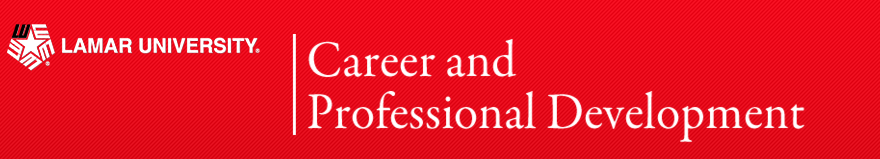 LAMAR UNIVERSITY®
Career and
Professional Development